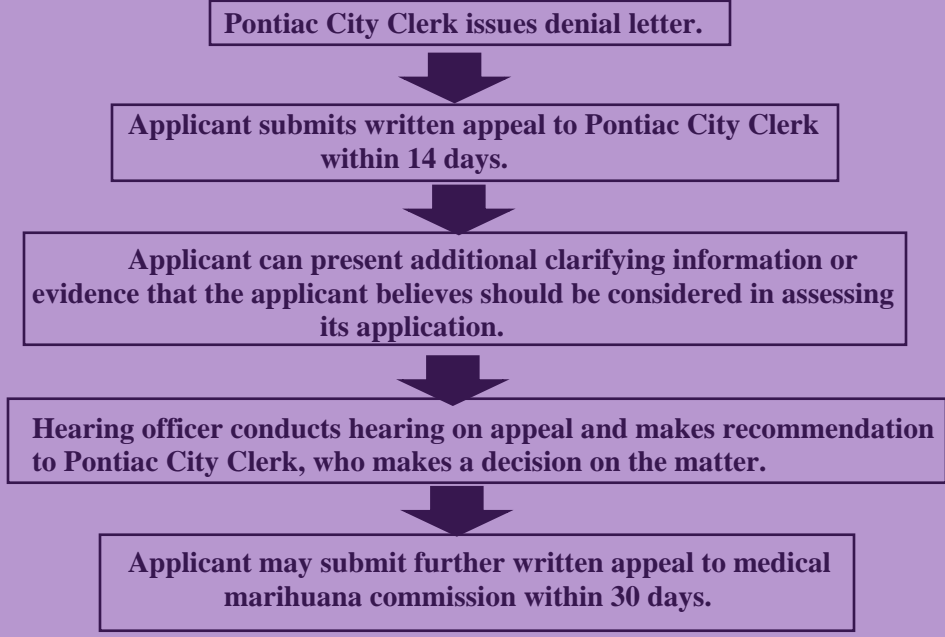 Pontiac City Clerk issues denial letter.
Applicant submits written appeal to Pontiac City Clerk
within 14 days.
Applicant can present additional clarifying information or
evidence that the applicant believes should be considered in assessing
its application.
Hearing officer conducts hearing on appeal and makes recommendation
to Pontiac City Clerk, who makes a decision on the matter.
Applicant may submit further written appeal to medical
marihuana commission within 30 days.